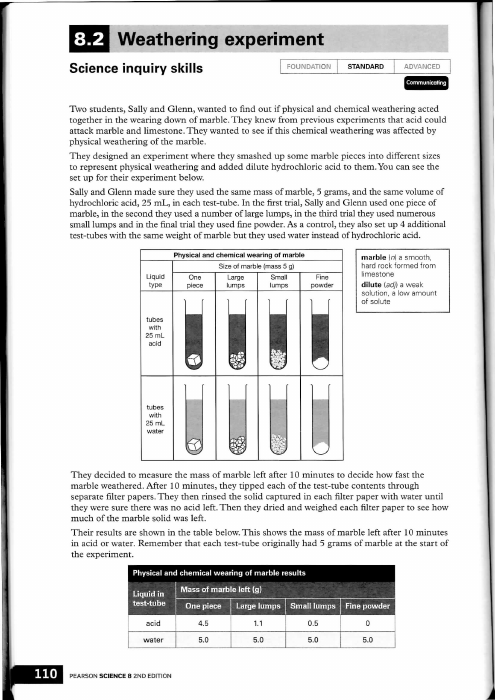 8.2 Weathering experiment
Science inquiry skills
FOUNDATION STANDARD ADVANCED
Communicating
Two students, Sally and Glenn, wanted to find out if physical and chemical weathering acted
together in the wearing down of marble. They knew from previous experiments that acid could
attack marble and limestone. They wanted to see if this chemical weathering was affected by
physical weathering of the marble.
They designed an experiment where they smashed up some marble pieces into different sizes
to represent physical weathering and added dilute hydrochloric acid to them. You can see the
set up for their experiment below.
Sally and Glenn made sure they used the same mass of marble, 5 grams, and the same volume of
hydrochloric acid, 25 mL, in each test-tube. In the first trial, Sally and Glenn used one piece of
marble, in the second they used a number of large lumps, in the third trial they used numerous
small lumps and in the final trial they used fine powder. As a control, they also set up 4 additional
test-tubes with the same weight of marble but they used water instead of hydrochloric acid.
Physical and chemical wearing of marble
Size of marble (mass 5 g)
Liquid type
One piece
Large lumps
Small lumps
Fine powder
tubes
with
25 mL
acid
tubes
with
25 mL
water
marble (n) a smooth,
hard rock formed from
limestone
dilute (adj) a weak
solution, a low amount
of solute
They decided to measure the mass of marble left after 10 minutes to decide how fast the
marble weathered. After 10 minutes, they tipped each of the test-tube contents through
separate filter papers. They then rinsed the solid captured in each filter paper with water until
they were sure there was no acid left. Then they dried and weighed each filter paper to see how
much of the marble solid was left.
Their results are shown in the table below. This shows the mass of marble left after 10 minutes
in acid or water. Remember that each test-tube originally had 5 grams of marble at the start of
the experiment.
Physical and chemical wearing of marble results
Liquid in test-tube
Mass of marble left (g)
One piece Large lumps Small lumps Fine powder
acid 4.5 1.1 0.5 0
water 5.0 5.0 5.0 5.0
110 PEARSON SCIENCE 8 2ND EDITION